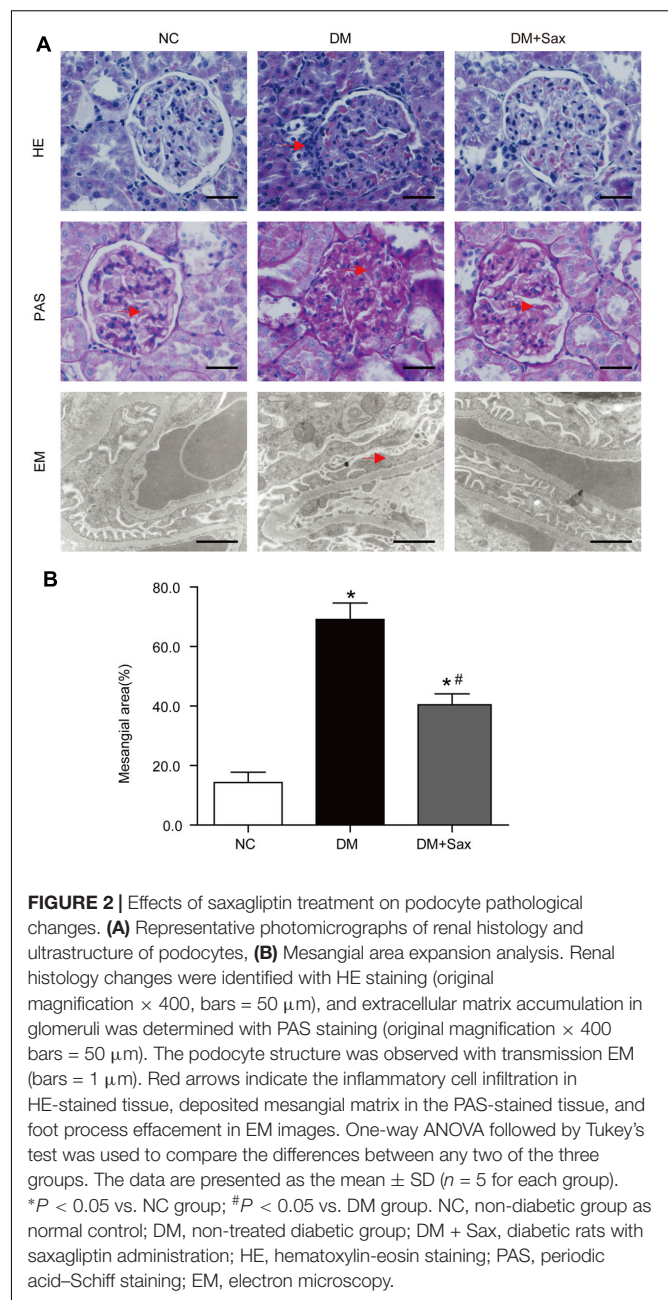 A
NC
DM
DM+Sax
HE
PAS
EM
B
Mesangial area(%)
80.0
60.0
40.0
20.0
0.0
*
*#
NC
DM
DM+Sax
FIGURE 2 | Effects of saxagliptin treatment on podocyte pathological
changes. (A) Representative photomicrographs of renal histology and
ultrastructure of podocytes, (B) Mesangial area expansion analysis. Renal
histology changes were identified with HE staining (original
magnification × 400, bars = 50 μm), and extracellular matrix accumulation in
glomeruli was determined with PAS staining (original magnification × 400
bars = 50 μm). The podocyte structure was observed with transmission EM
(bars = 1 μm). Red arrows indicate the inflammatory cell infiltration in
HE-stained tissue, deposited mesangial matrix in the PAS-stained tissue, and
foot process effacement in EM images. One-way ANOVA followed by Tukey's
test was used to compare the differences between any two of the three
groups. The data are presented as the mean ± SD (n = 5 for each group).
*P < 0.05 vs. NC group; #P < 0.05 vs. DM group. NC, non-diabetic group as
normal control; DM, non-treated diabetic group; DM + Sax, diabetic rats with
saxagliptin administration; HE, hematoxylin-eosin staining; PAS, periodic
acid–Schiff staining; EM, electron microscopy.